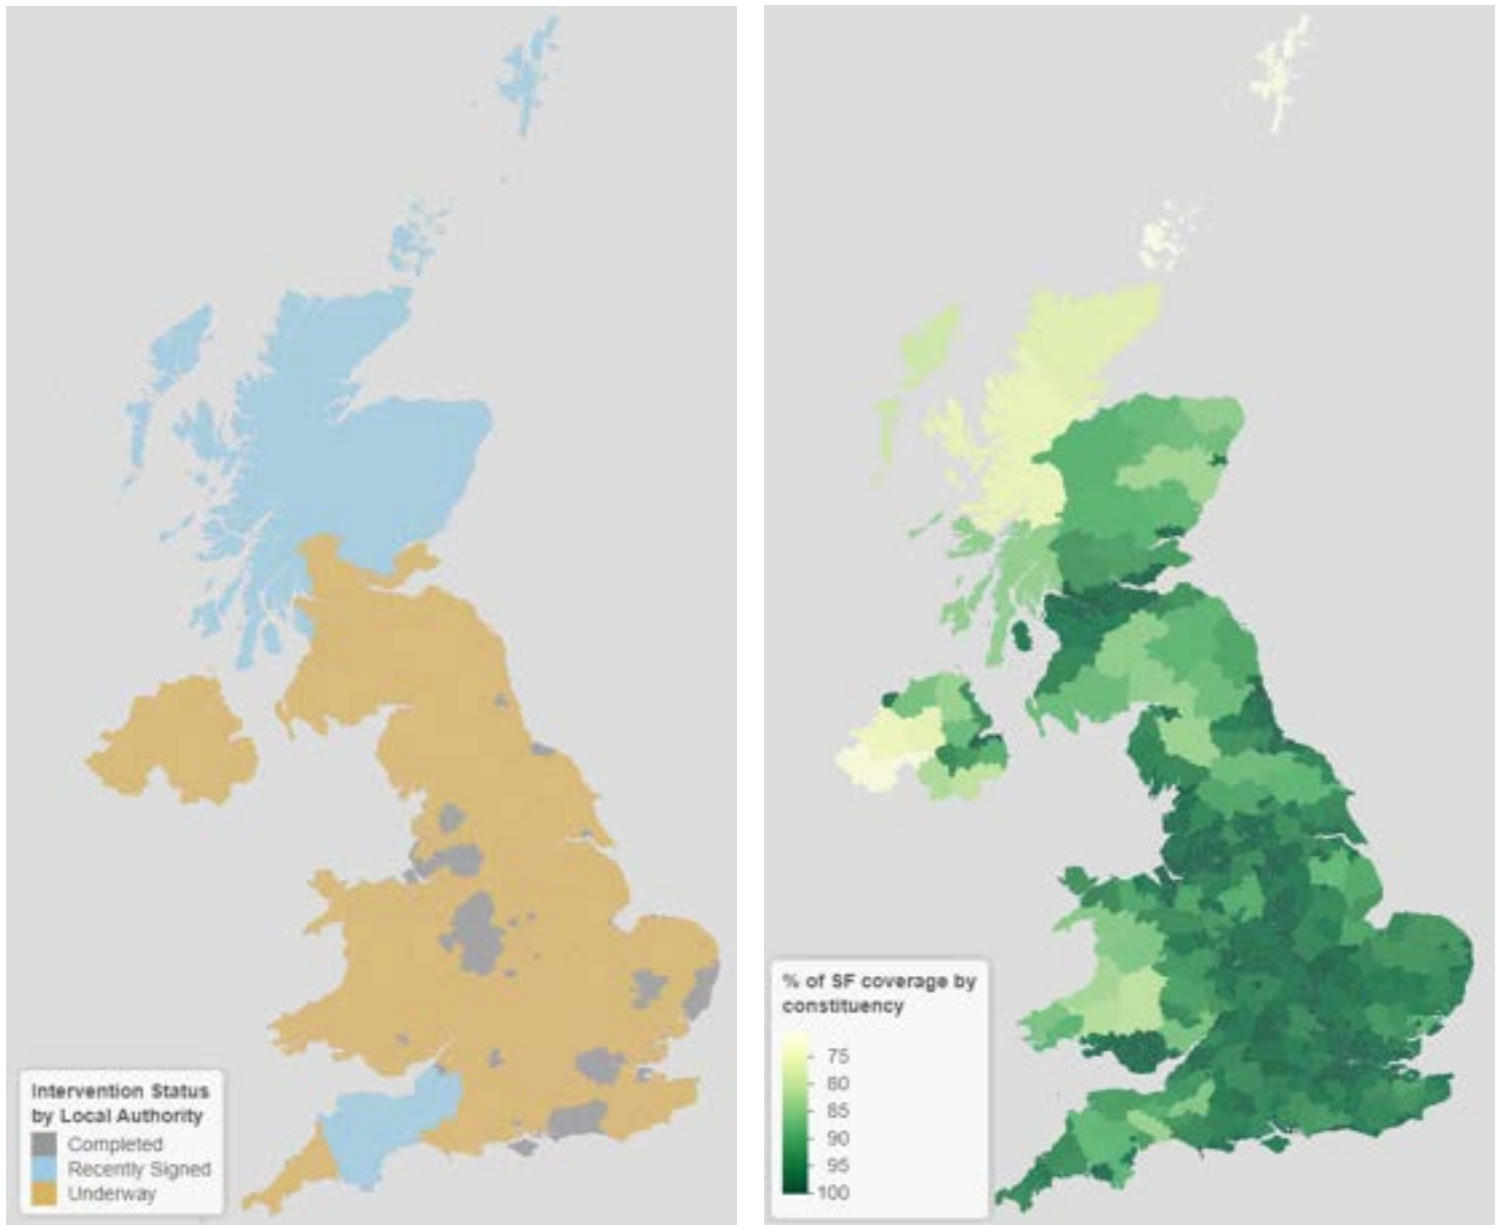 Intervention Status
by Local Authority
Completed
Recently Signed
Underway
% of SF coverage by
constituency
75
80
85
90
95
100